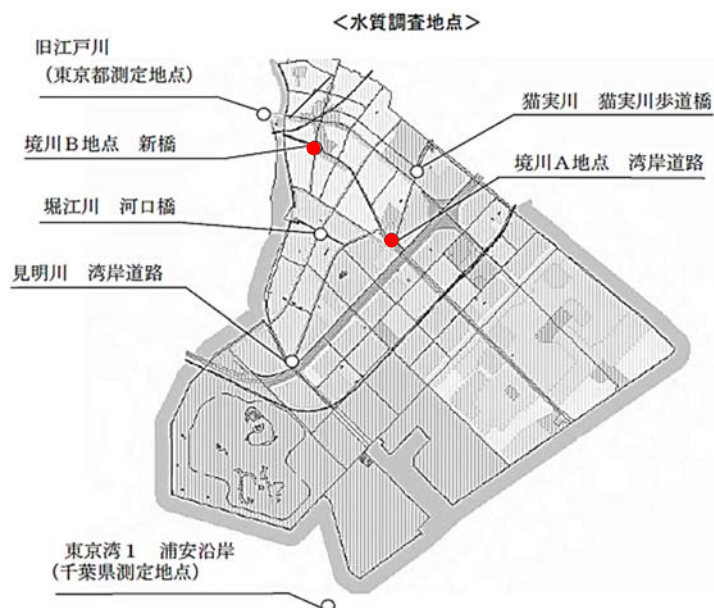 ＜水質調査地点＞
旧江戸川
（東京都測定地点）
猫実川　猫実川歩道橋
境川Ｂ地点　新橋
境川Ａ地点　湾岸道路
堀江川　河口橋
見明川　湾岸道路
東京湾１　浦安沿岸
（千葉県測定地点）